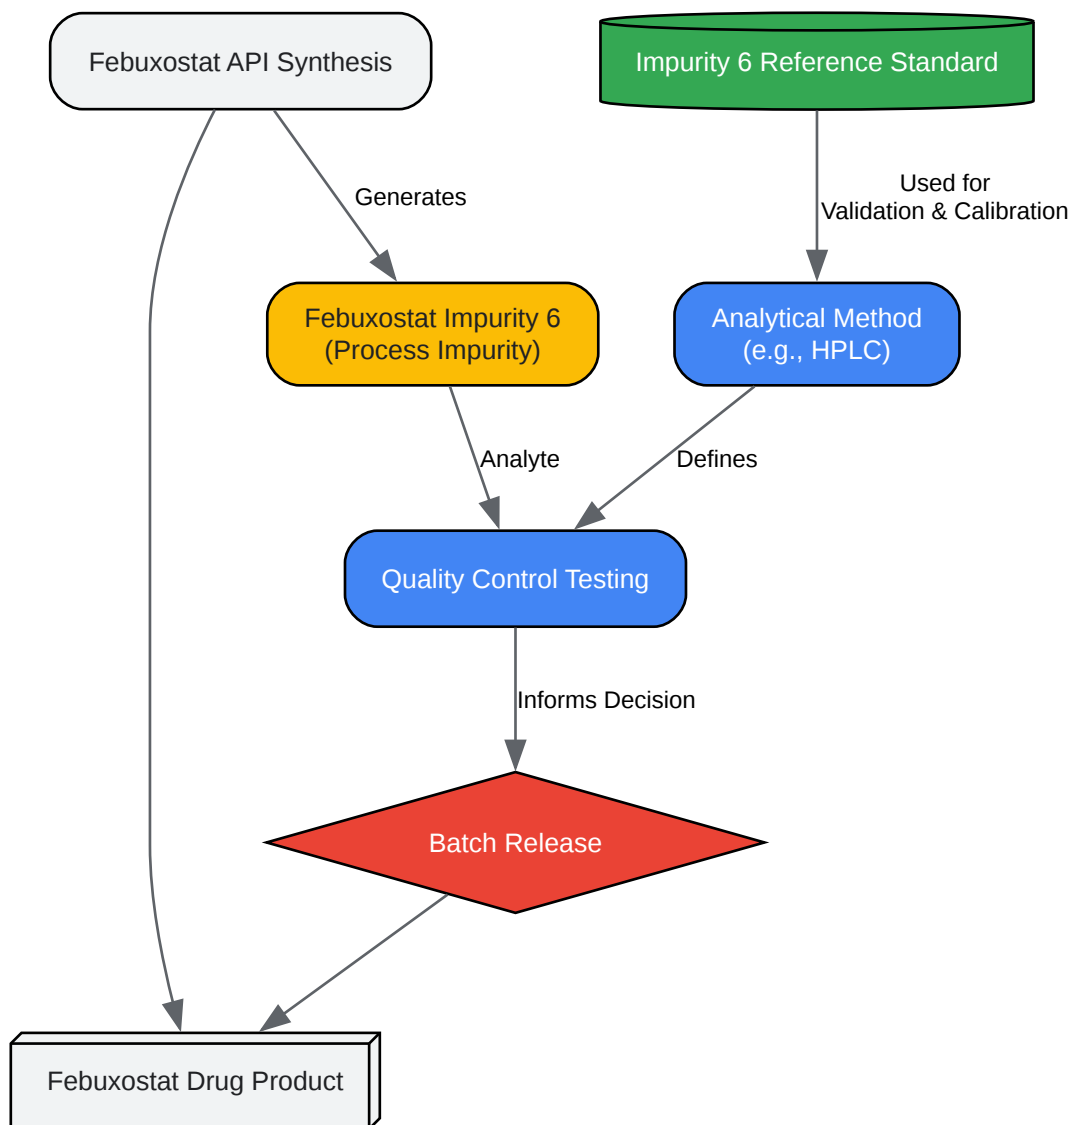 Febuxostat API Synthesis
Impurity 6 Reference Standard
Generates
Used for
Validation & Calibration
Febuxostat Impurity 6
(Process Impurity)
Analytical Method
(e.g., HPLC)
Analyte
Defines
Quality Control Testing
Informs Decision
Batch Release
Febuxostat Drug Product